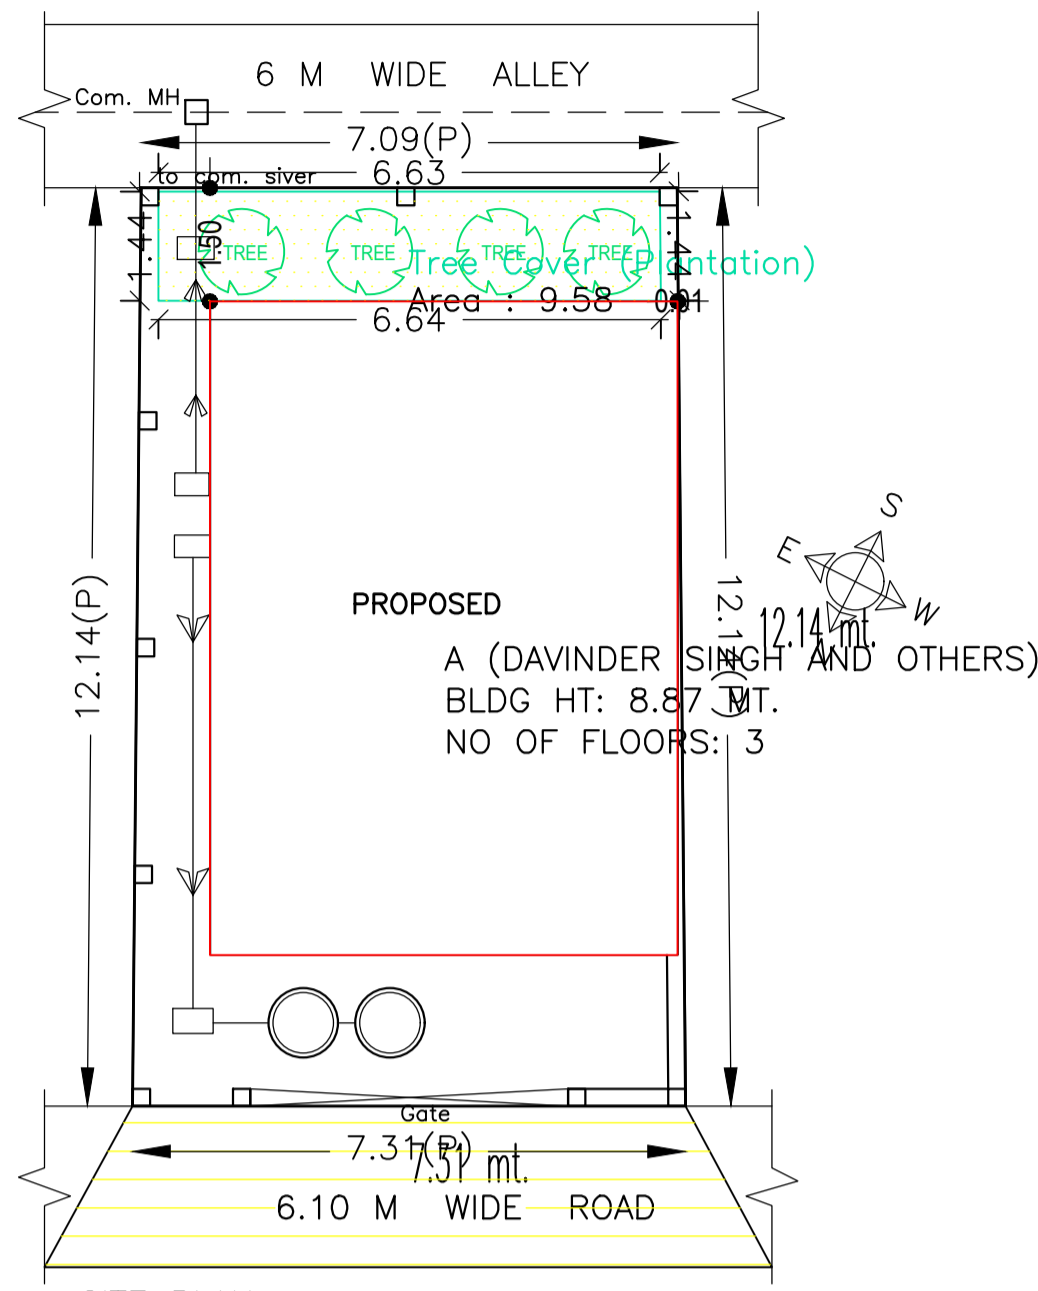 6 M WIDE ALLEY
Com. MH
7.09(P)
to com. siver
6.63
1.44
1.50
TREE
TREE
TREE
TREE
1.44
Tree Cover (Plantation)
Area : 9.58
0.01
6.64
S
E
W
N
12.14(P)
12.14(P)
12.14 mt.
PROPOSED
A (DAVINDER SINGH AND OTHERS)
BLDG HT: 8.87 MT.
NO OF FLOORS: 3
Gate
7.31(P)
7.31 mt.
6.10 M WIDE ROAD